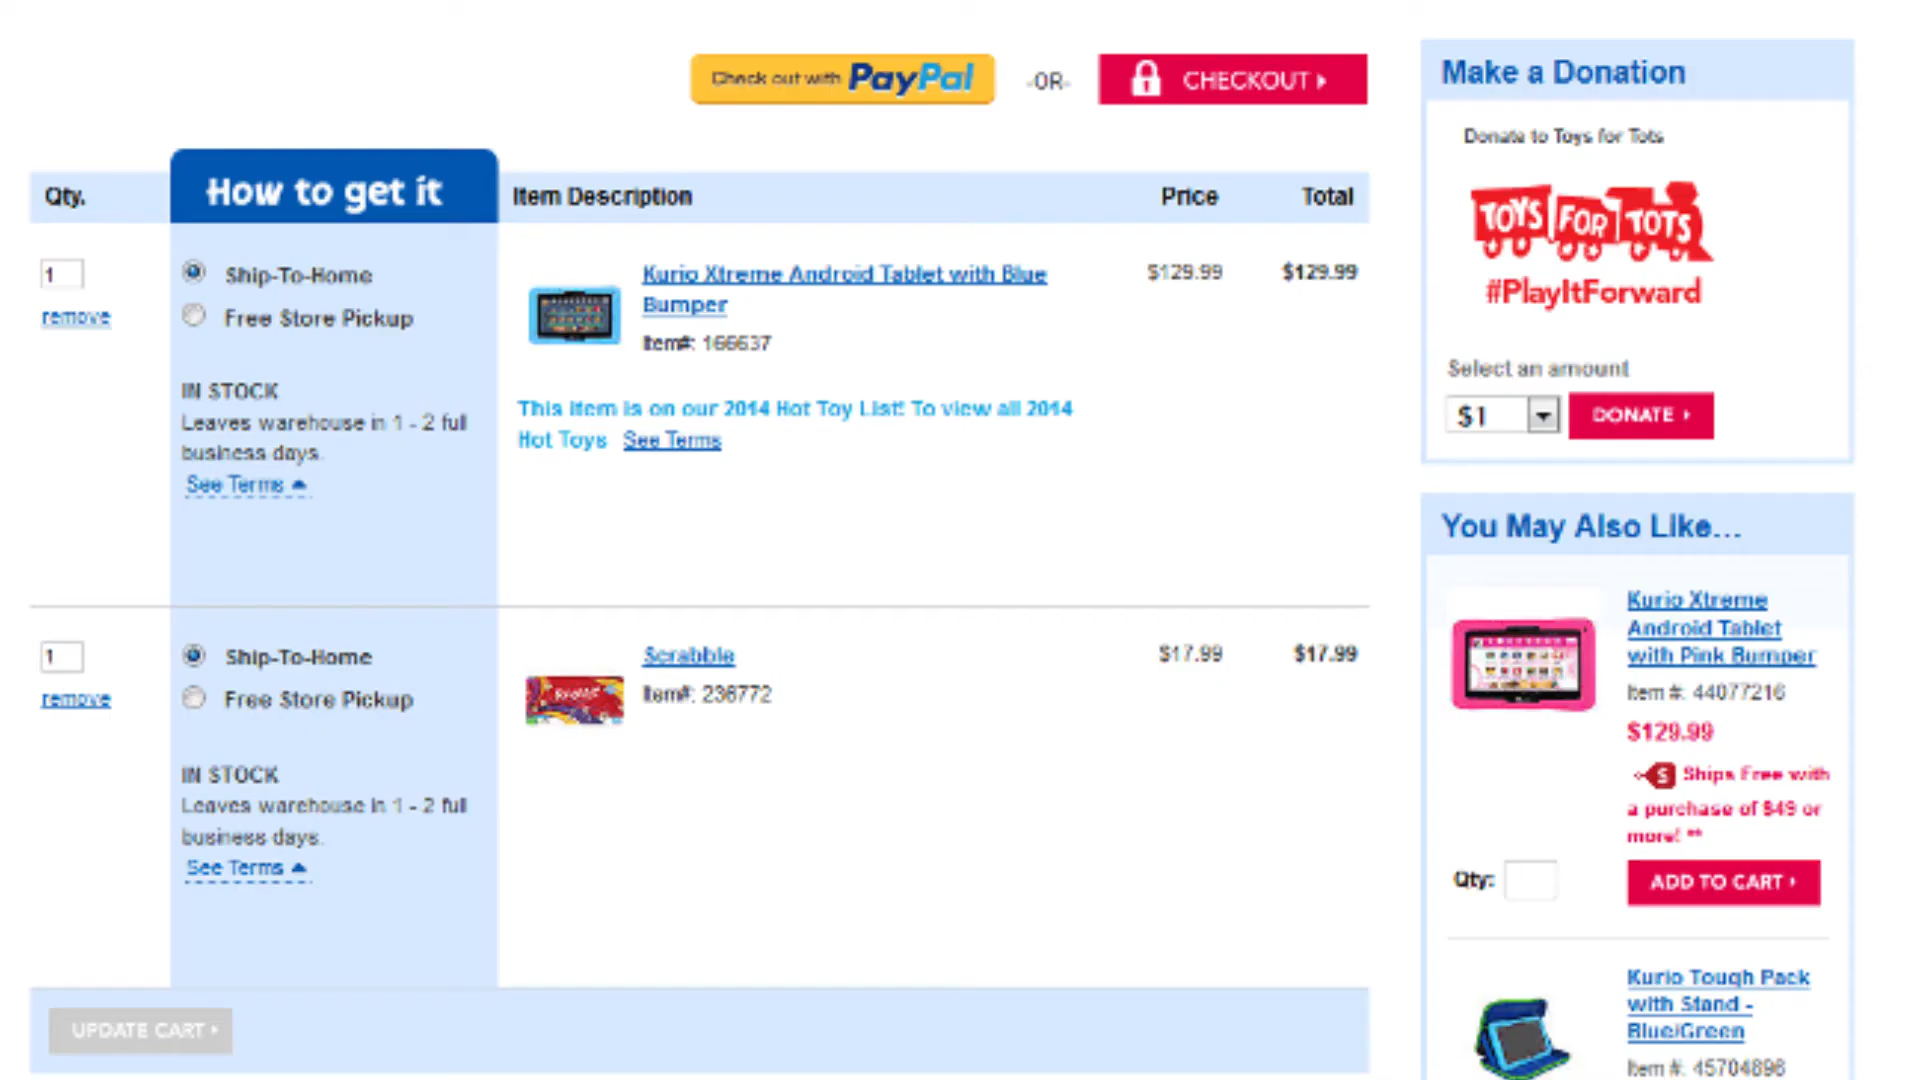 Check out with PayPal -OR- CHECKOUT
Qty. How to get it Item Description Price Total
1
remove
Ship-To-Home
Free Store Pickup
IN STOCK
Leaves warehouse in 1 - 2 full
business days.
See Terms
Kurio Xtreme Android Tablet with Blue
Bumper
Item#: 166637
$129.99 $129.99
This item is on our 2014 Hot Toy List! To view all 2014
Hot Toys See Terms
1
remove
Ship-To-Home
Free Store Pickup
IN STOCK
Leaves warehouse in 1 - 2 full
business days.
See Terms
Scrabble
Item#: 236772
$17.99 $17.99
UPDATE CART
Make a Donation
Donate to Toys for Tots
TOYS FOR TOTS
#PlayItForward
Select an amount
$1 DONATE
You May Also Like...
Kurio Xtreme
Android Tablet
with Pink Bumper
Item #: 44077216
$129.99
Ships Free with
a purchase of $49 or
more! **
Qty: ADD TO CART
Kurio Tough Pack
with Stand -
Blue/Green
Item #: 45704896